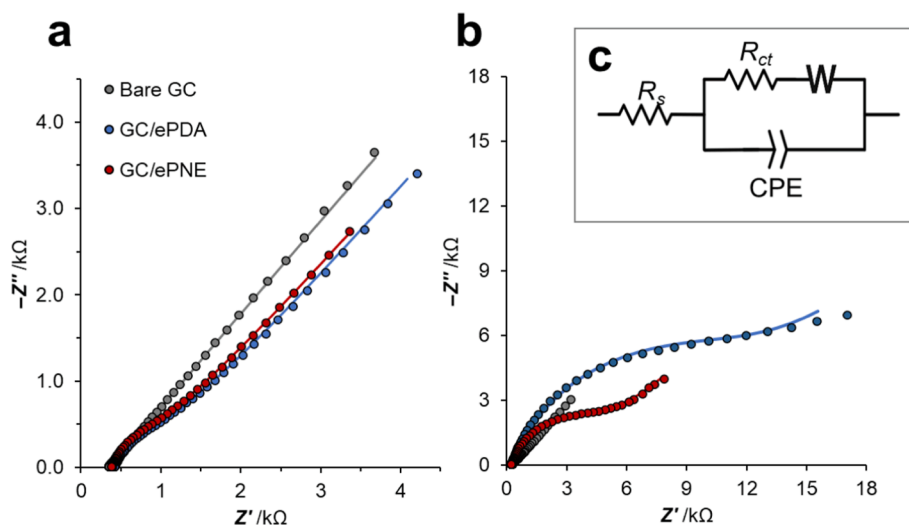 a
Bare GC
GC/ePDA
GC/ePNE
4.0
3.0
2.0
1.0
0.0
−Z'' /kΩ
0 1 2 3 4
Z' /kΩ
b
18
15
12
9
6
3
0
−Z'' /kΩ
0 3 6 9 12 15 18
Z' /kΩ
c
Rs
Rct
W
CPE